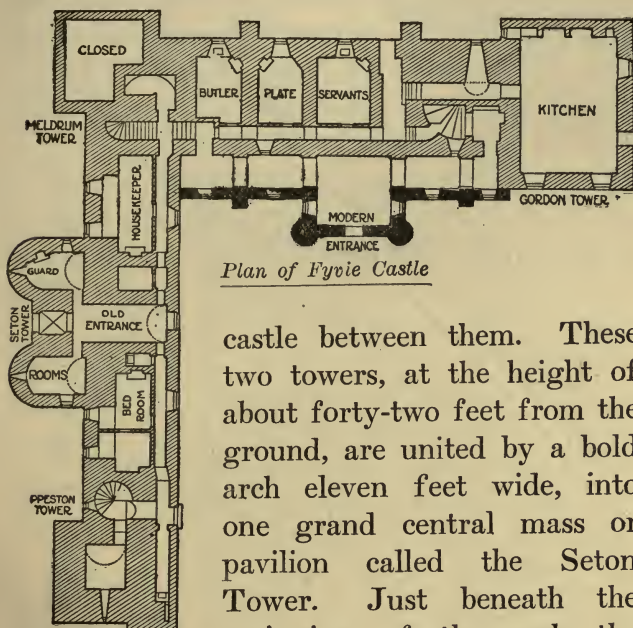 CLOSED
BUTLER
PLATE
SERVANTS
KITCHEN
MELDRUM
TOWER
HOUSEKEEPER
GORDON TOWER
MODERN
ENTRANCE
Plan of Fyvie Castle
GUARD
SETON
TOWER
OLD
ENTRANCE
ROOMS
BED
ROOM
PPESTON
TOWER
castle between them. These
two towers, at the height of
about forty-two feet from the
ground, are united by a bold
arch eleven feet wide, into
one grand central mass or
pavilion called the Seton
Tower. Just beneath the